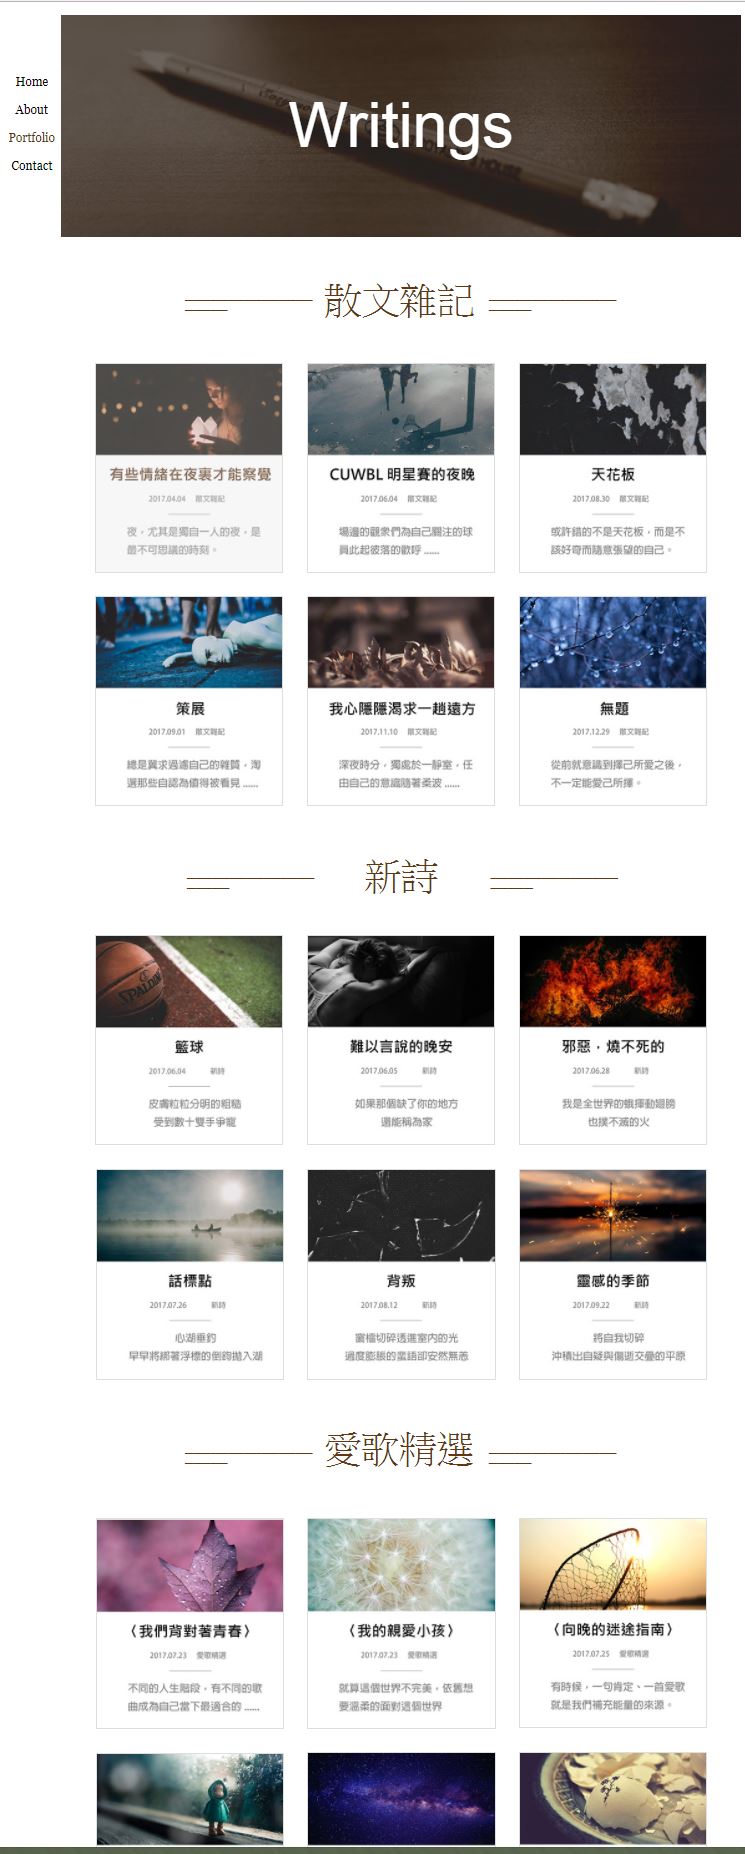 Home
About
Portfolio
Contact
Writings
散文雜記
有些情緒在夜裏才能察覺
2017.04.04 散文雜記
夜，尤其是獨自一人的夜，是
最不可思議的時刻。
CUWBL 明星賽的夜晚
2017.06.04 散文雜記
場邊的觀眾們為自己關注的球
員此起彼落的歡呼 ......
天花板
2017.08.30 散文雜記
或許錯的不是天花板，而是不
該好奇而隨意張望的自己。
策展
2017.09.01 散文雜記
總是冀求過濾自己的雜質，淘
選那些自認為值得被看見 ......
我心隱隱渴求一趟遠方
2017.11.10 散文雜記
深夜時分，獨處於一靜室，任
由自己的意識隨著柔波 ......
無題
2017.12.29 散文雜記
從前就意識到擇己所愛之後，
不一定能愛己所擇。
新詩
SPALDING
籃球
2017.06.04 新詩
皮膚粒粒分明的粗糙
受到數十雙手爭寵
難以言說的晚安
2017.06.05 新詩
如果那個缺了你的地方
還能稱為家
邪惡，燒不死的
2017.06.28 新詩
我是全世界的蛾揮動翅膀
也撲不滅的火
話標點
2017.07.26 新詩
心湖垂釣
早早將綁著浮標的倒鉤拋入湖
背叛
2017.08.12 新詩
窗櫺切碎透進室內的光
過度膨脹的蜚語卻安然無恙
靈感的季節
2017.09.22 新詩
將自我切碎
沖積出自疑與傷逝交疊的平原
愛歌精選
〈我們背對著青春〉
2017.07.23 愛歌精選
不同的人生階段，有不同的歌
曲成為自己當下最適合的 ......
〈我的親愛小孩〉
2017.07.23 愛歌精選
就算這個世界不完美，依舊想
要溫柔的面對這個世界
〈向晚的迷途指南〉
2017.07.25 愛歌精選
有時候，一句肯定、一首愛歌
就是我們補充能量的來源。